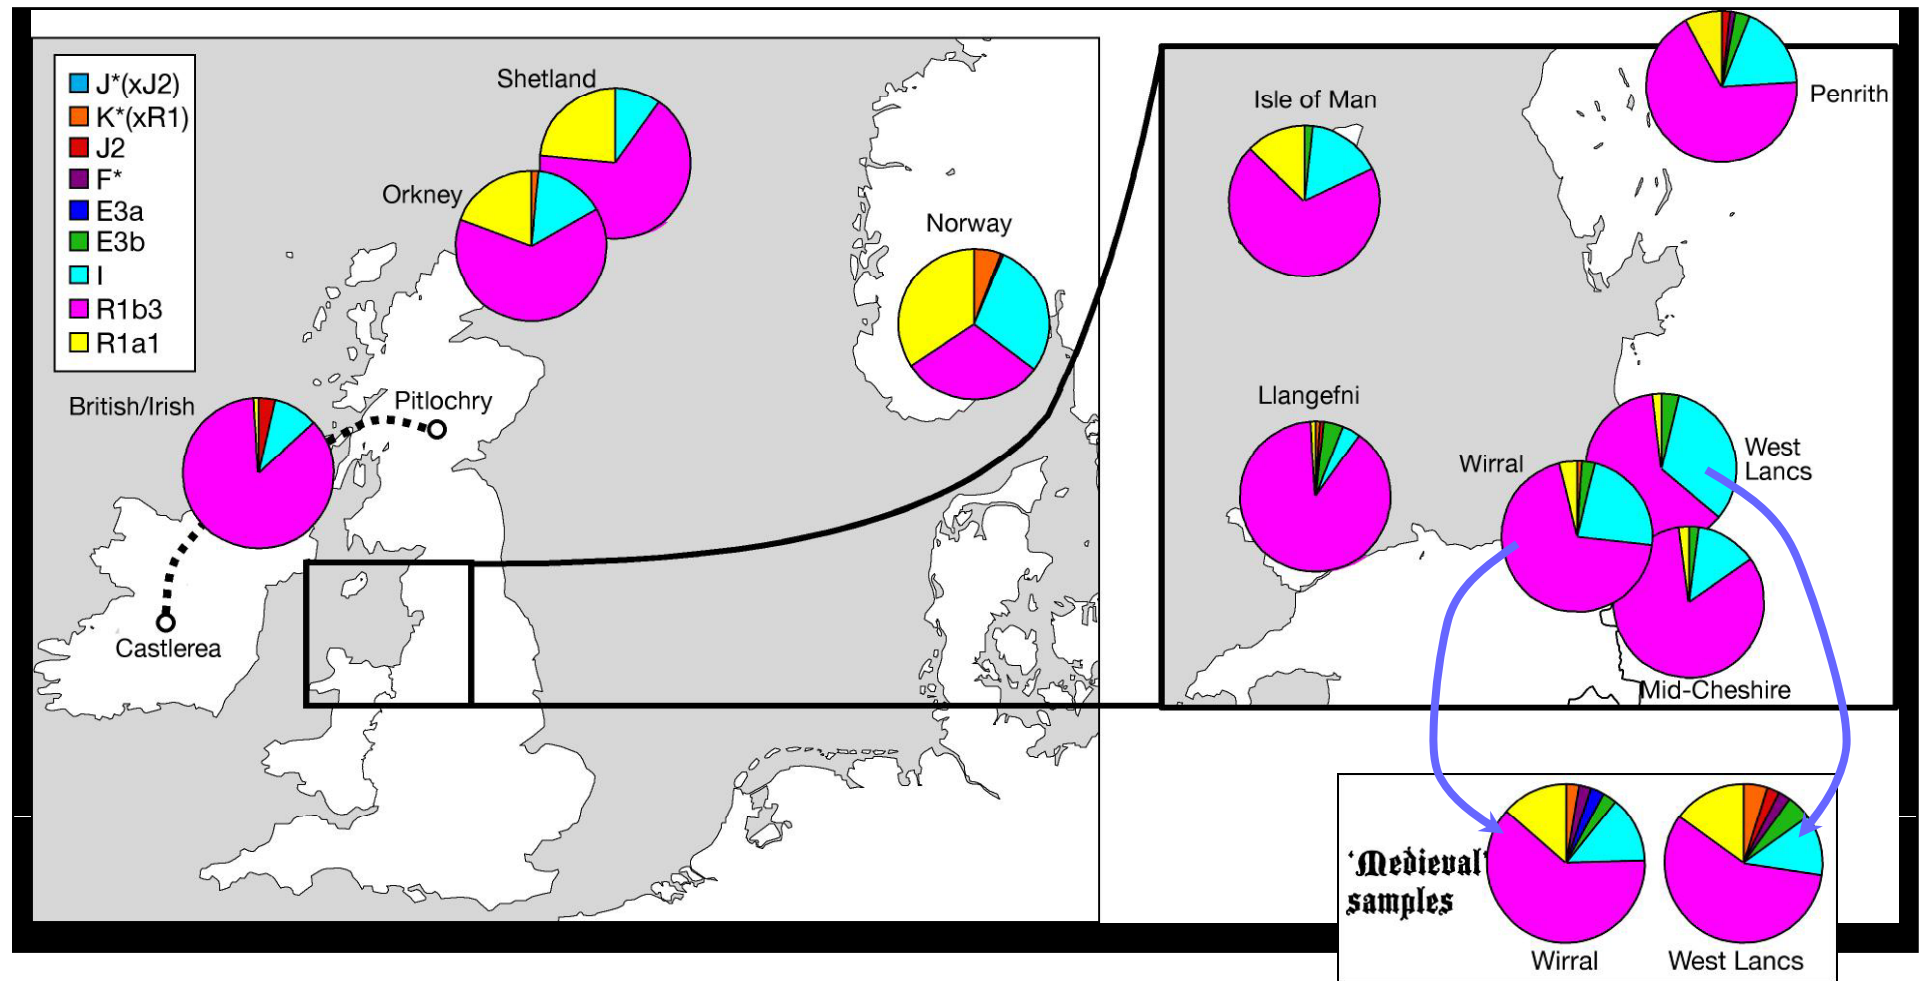 J*(xJ2)
K*(xR1)
J2
F*
E3a
E3b
I
R1b3
R1a1
Shetland
Orkney
Norway
British/Irish
Pitlochry
Castlerea
Isle of Man
Penrith
Llangefni
Wirral
West
Lancs
Mid-Cheshire
'Medieval'
samples
Wirral
West Lancs